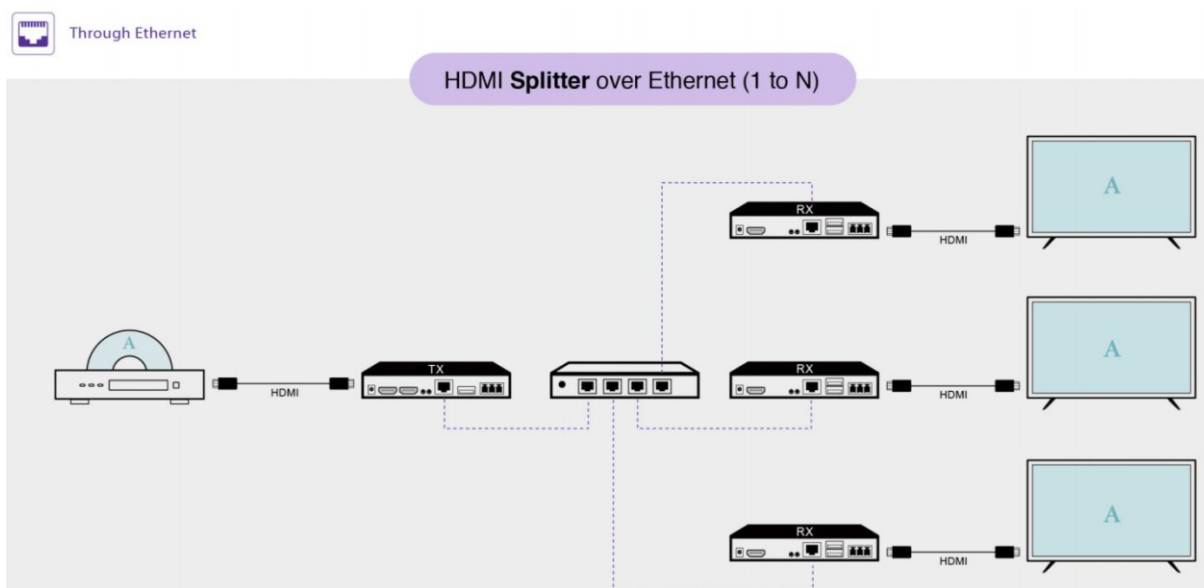 Through Ethernet
HDMI Splitter over Ethernet (1 to N)
RX
HDMI
A
A
HDMI
TX
RX
HDMI
A
RX
HDMI
A